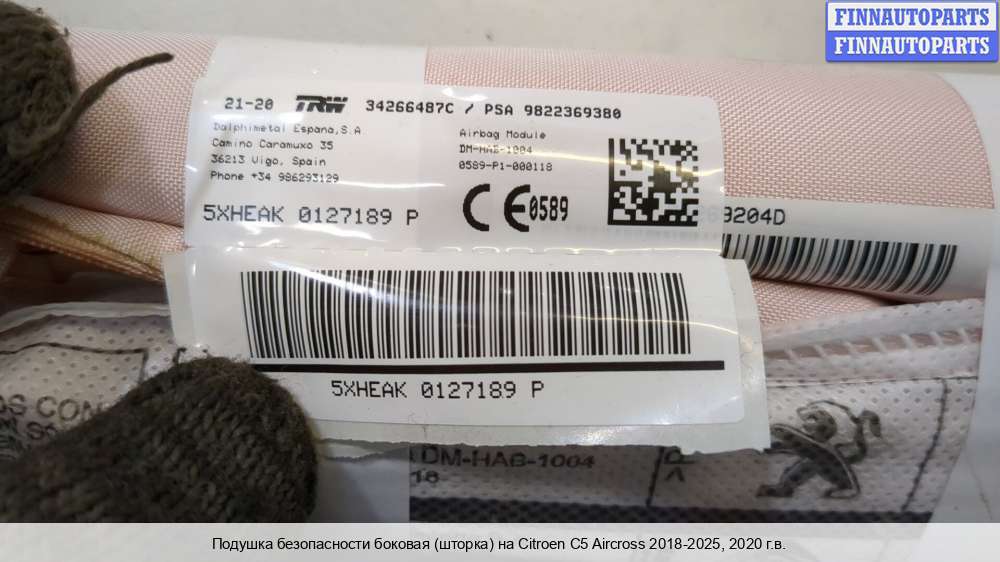 FINNAUTOPARTS
FINNAUTOPARTS
21-20 TRW 34266487C / PSA 9822369380
Dalphimetal Espana,S.A
Camino Caramuxo 35
36213 Vigo, Spain
Phone +34 986293129
Airbag Module
DM-HAB-1004
0589-P1-000118
0589
9204D
5XHEAK 0127189 P
5XHEAK 0127189 P
DM-HAB-1004
18
Подушка безопасности боковая (шторка) на Citroen C5 Aircross 2018-2025, 2020 г.в.